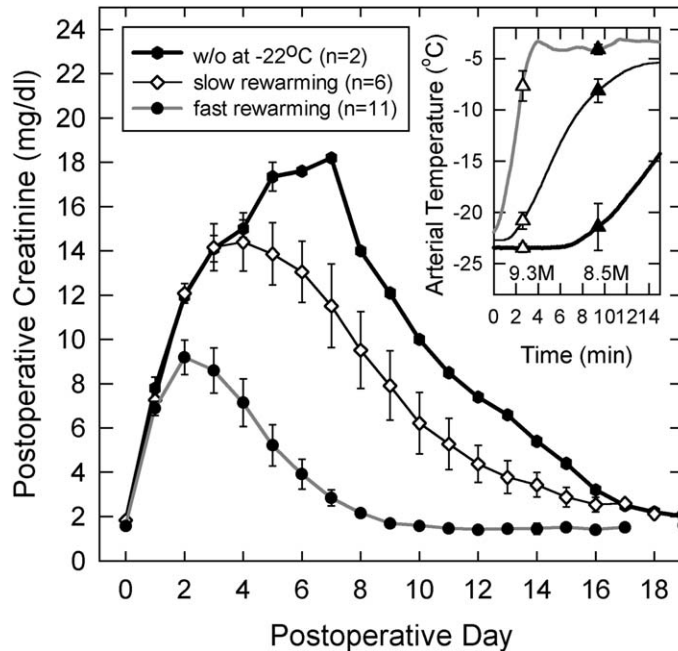 24
22
20
18
16
14
12
10
8
6
4
2
0
Postoperative Creatinine (mg/dl)
w/o at -22°C (n=2)
slow rewarming (n=6)
fast rewarming (n=11)
0 2 4 6 8 10 12 14 16 18
Postoperative Day
Arterial Temperature (°C)
-5
-10
-15
-20
-25
9.3M 8.5M
0 2 4 6 8 10 12 14
Time (min)